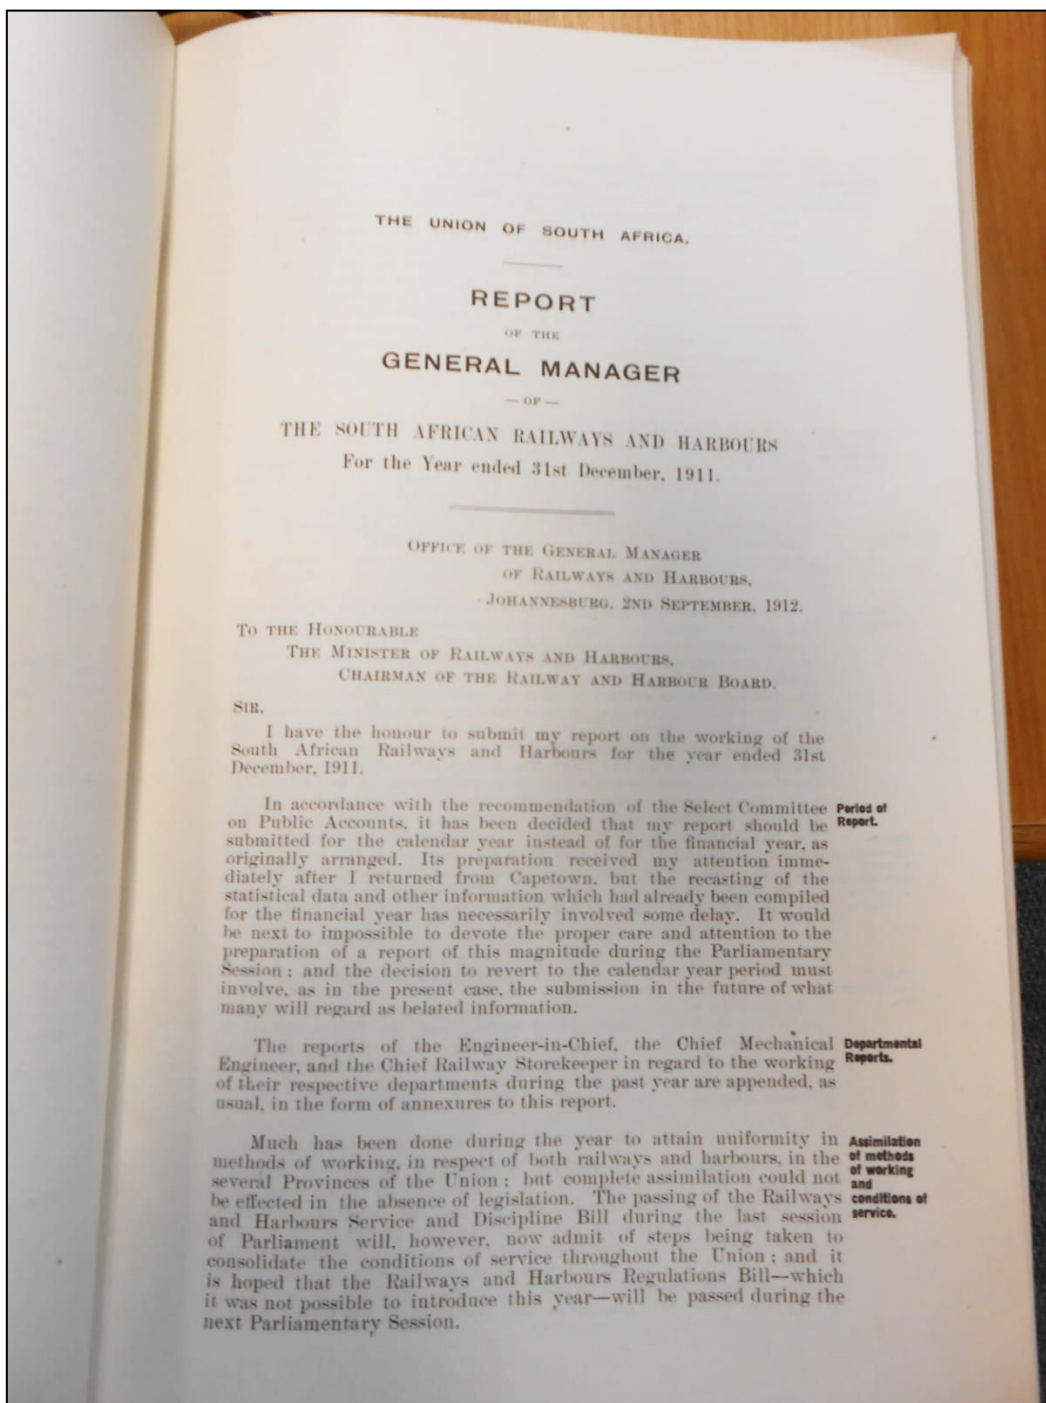 THE UNION OF SOUTH AFRICA.
REPORT
OF THE
GENERAL MANAGER
— OF —
THE SOUTH AFRICAN RAILWAYS AND HARBOURS
For the Year ended 31st December, 1911.
OFFICE OF THE GENERAL MANAGER
OF RAILWAYS AND HARBOURS,
JOHANNESBURG, 2ND SEPTEMBER, 1912.
TO THE HONOURABLE
THE MINISTER OF RAILWAYS AND HARBOURS,
CHAIRMAN OF THE RAILWAY AND HARBOUR BOARD.
SIR,
I have the honour to submit my report on the working of the
South African Railways and Harbours for the year ended 31st
December, 1911.
In accordance with the recommendation of the Select Committee
on Public Accounts, it has been decided that my report should be
submitted for the calendar year instead of for the financial year, as
originally arranged. Its preparation received my attention imme-
diately after I returned from Capetown, but the recasting of the
statistical data and other information which had already been compiled
for the financial year has necessarily involved some delay. It would
be next to impossible to devote the proper care and attention to the
preparation of a report of this magnitude during the Parliamentary
Session; and the decision to revert to the calendar year period must
involve, as in the present case, the submission in the future of what
many will regard as belated information.
Period of
Report.
The reports of the Engineer-in-Chief, the Chief Mechanical
Engineer, and the Chief Railway Storekeeper in regard to the working
of their respective departments during the past year are appended, as
usual, in the form of annexures to this report.
Departmental
Reports.
Much has been done during the year to attain uniformity in
methods of working, in respect of both railways and harbours, in the
several Provinces of the Union; but complete assimilation could not
be effected in the absence of legislation. The passing of the Railways
and Harbours Service and Discipline Bill during the last session
of Parliament will, however, now admit of steps being taken to
consolidate the conditions of service throughout the Union; and it
is hoped that the Railways and Harbours Regulations Bill—which
it was not possible to introduce this year—will be passed during the
next Parliamentary Session.
Assimilation
of methods
of working
and
conditions of
service.